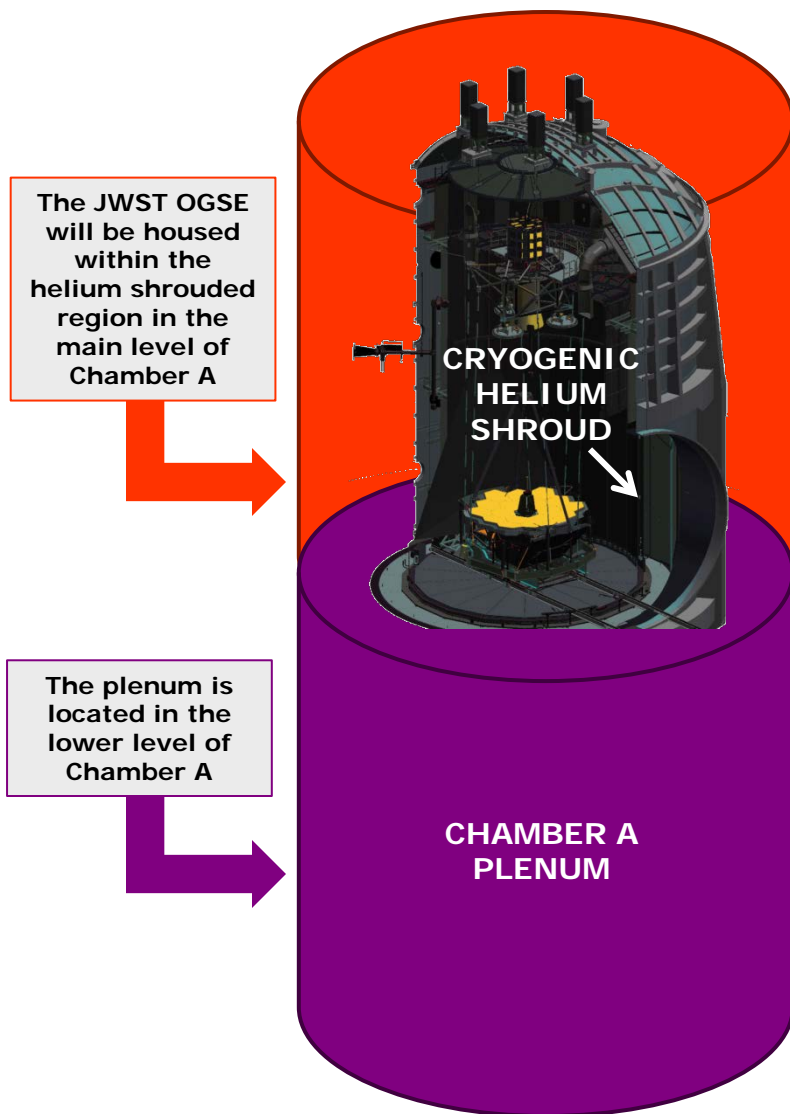 The JWST OGSE
will be housed
within the
helium shrouded
region in the
main level of
Chamber A
CRYOGENIC
HELIUM
SHROUD
The plenum is
located in the
lower level of
Chamber A
CHAMBER A
PLENUM